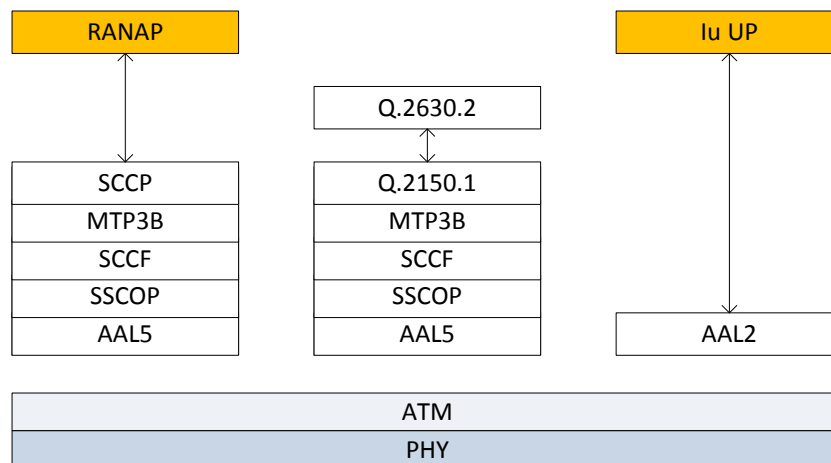 RANAP
Iu UP
Q.2630.2
SCCP
Q.2150.1
MTP3B
MTP3B
SCCF
SCCF
SSCOP
SSCOP
AAL5
AAL5
AAL2
ATM
PHY